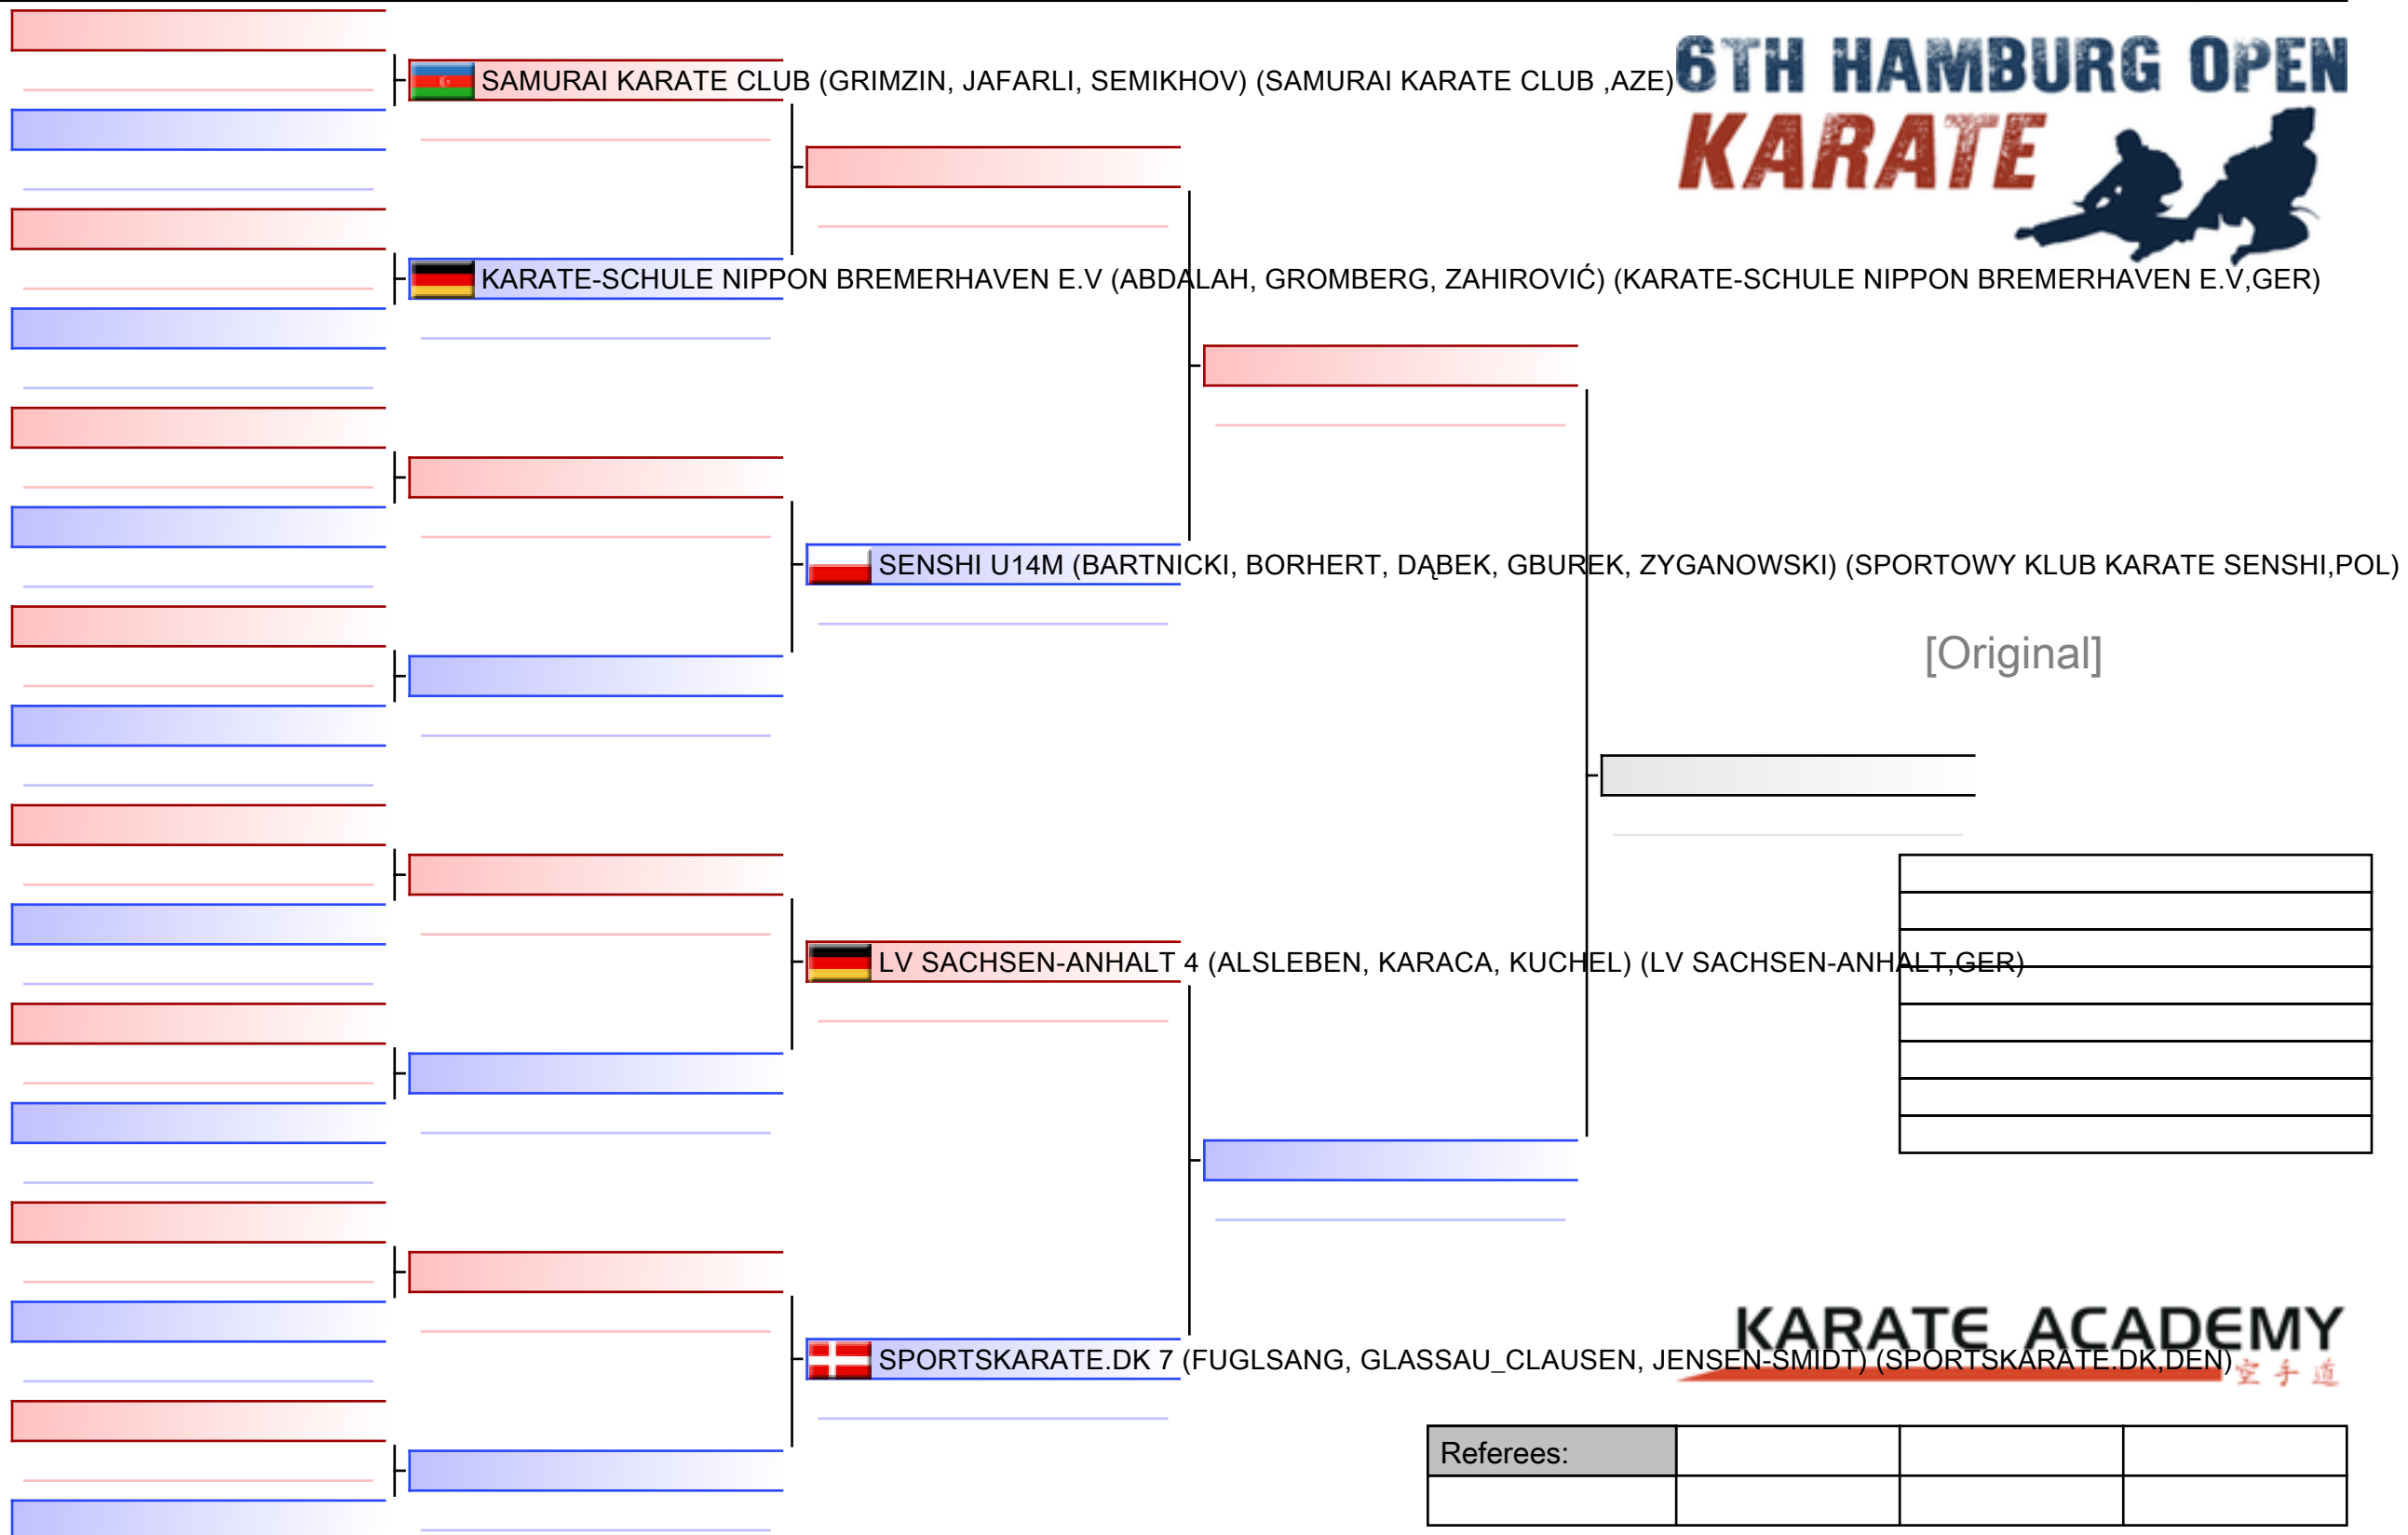 6TH HAMBURG OPEN
KARATE
SAMURAI KARATE CLUB (GRIMZIN, JAFARLI, SEMIKHOV) (SAMURAI KARATE CLUB ,AZE)
KARATE-SCHULE NIPPON BREMERHAVEN E.V (ABDALAH, GROMBERG, ZAHIROVIĆ) (KARATE-SCHULE NIPPON BREMERHAVEN E.V,GER)
SENSHI U14M (BARTNICKI, BORHERT, DĄBEK, GBUREK, ZYGANOWSKI) (SPORTOWY KLUB KARATE SENSHI,POL)
[Original]
LV SACHSEN-ANHALT 4 (ALSLEBEN, KARACA, KUCHEL) (LV SACHSEN-ANHALT,GER)
KARATE ACADEMY
SPORTSKARATE.DK 7 (FUGLSANG, GLASSAU_CLAUSEN, JENSEN-SMIDT) (SPORTSKARATE.DK,DEN)
空手道
Referees: